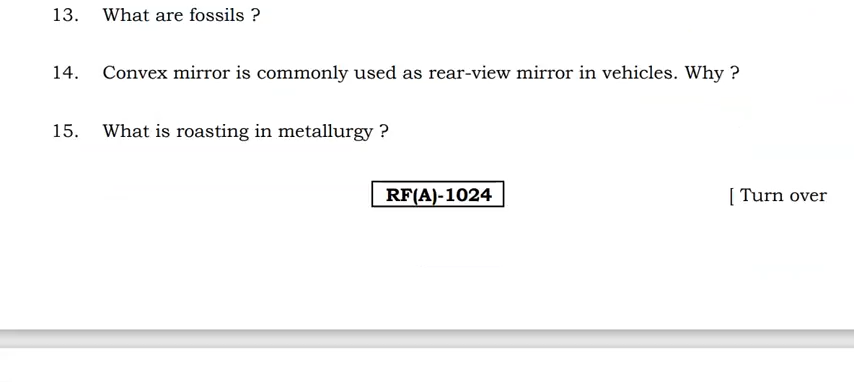 13. What are fossils ?
14. Convex mirror is commonly used as rear-view mirror in vehicles. Why ?
15. What is roasting in metallurgy ?
RF(A)-1024 [ Turn over